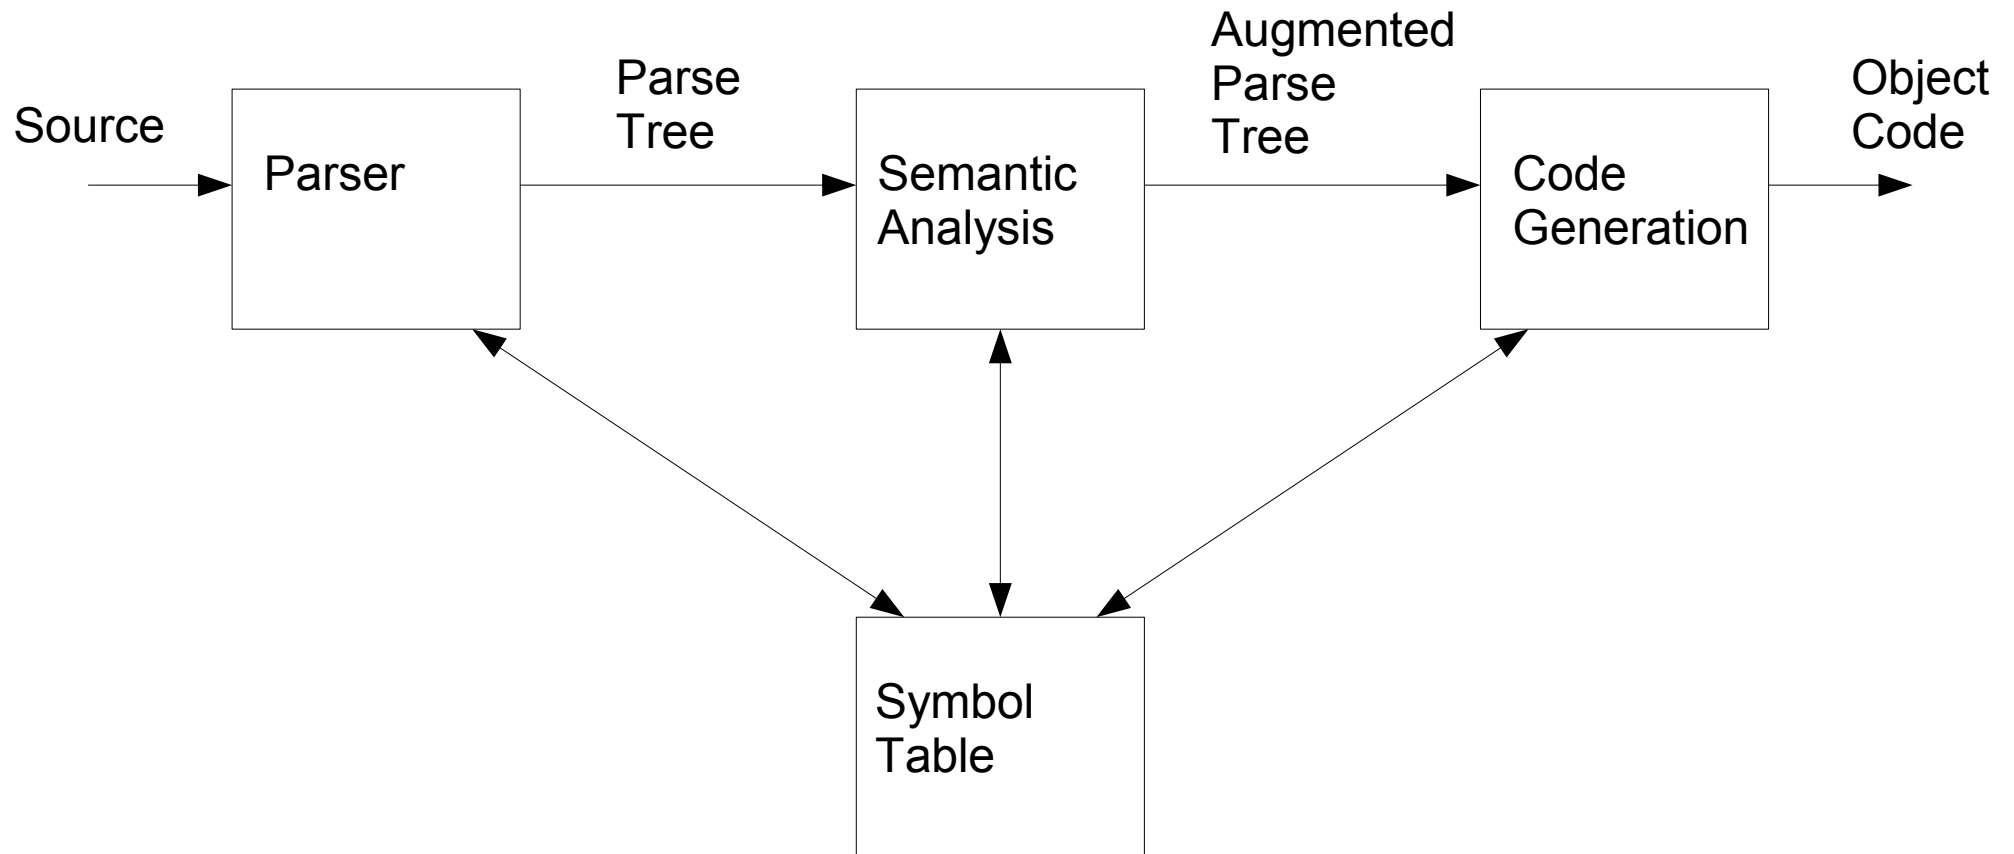 Source
Parser
Parse
Tree
Semantic
Analysis
Augmented
Parse
Tree
Code
Generation
Object
Code
Symbol
Table